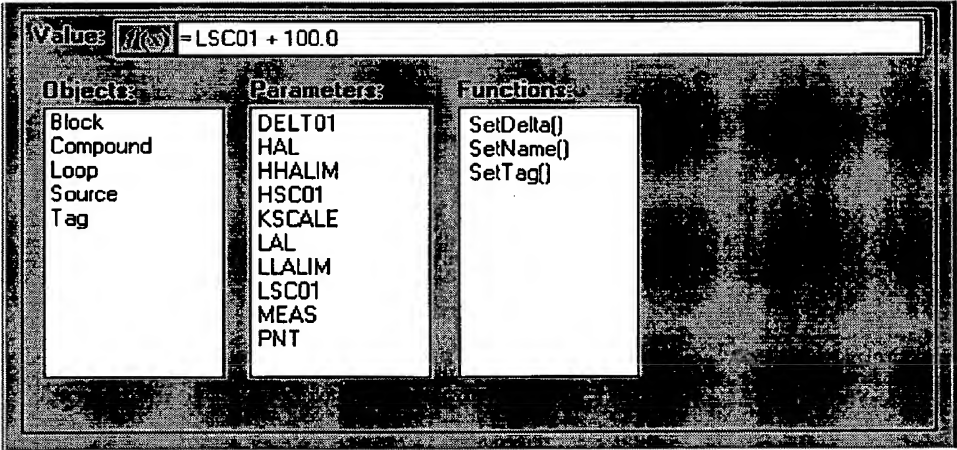 Value: f(x) =LSC01 + 100.0
Objects: Parameters: Functions:
Block
Compound
Loop
Source
Tag
DELT01
HAL
HHALIM
HSC01
KSCALE
LAL
LLALIM
LSC01
MEAS
PNT
SetDelta()
SetName()
SetTag()